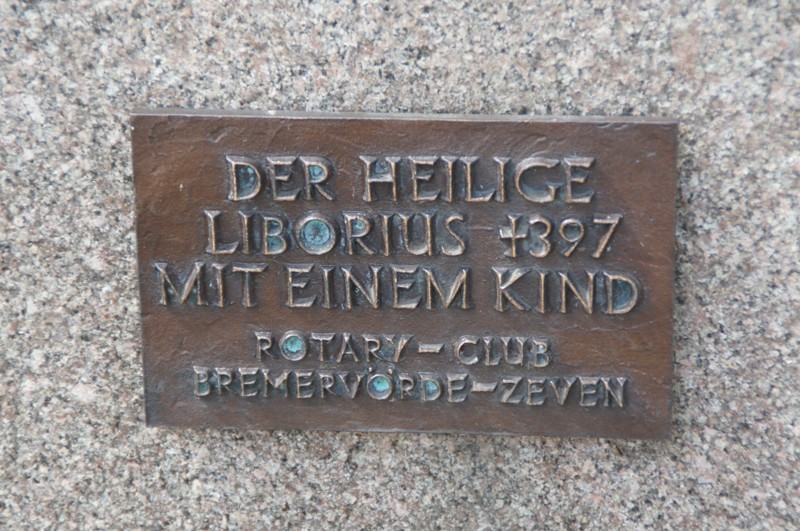 DER HEILIGE
LIBORIUS +397
MIT EINEM KIND
ROTARY-CLUB
BREMERVÖRDE-ZEVEN